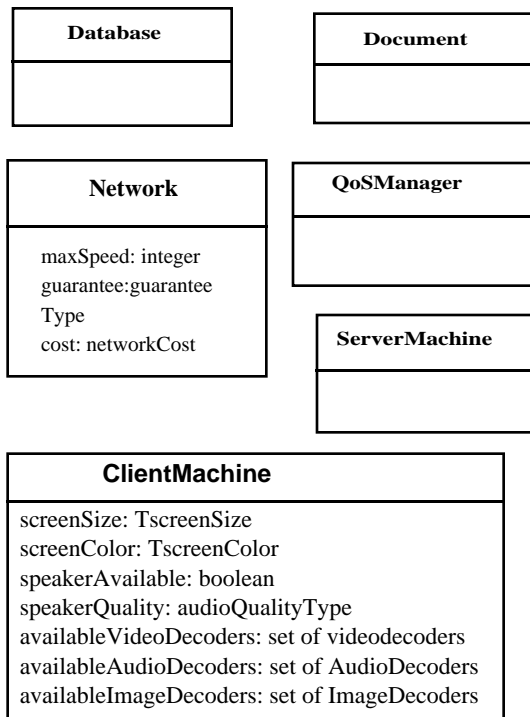 Database
Document
Network
maxSpeed: integer
guarantee:guarantee
Type
cost: networkCost
QoSManager
ServerMachine
ClientMachine
screenSize: TscreenSize
screenColor: TscreenColor
speakerAvailable: boolean
speakerQuality: audioQualityType
availableVideoDecoders: set of videodecoders
availableAudioDecoders: set of AudioDecoders
availableImageDecoders: set of ImageDecoders